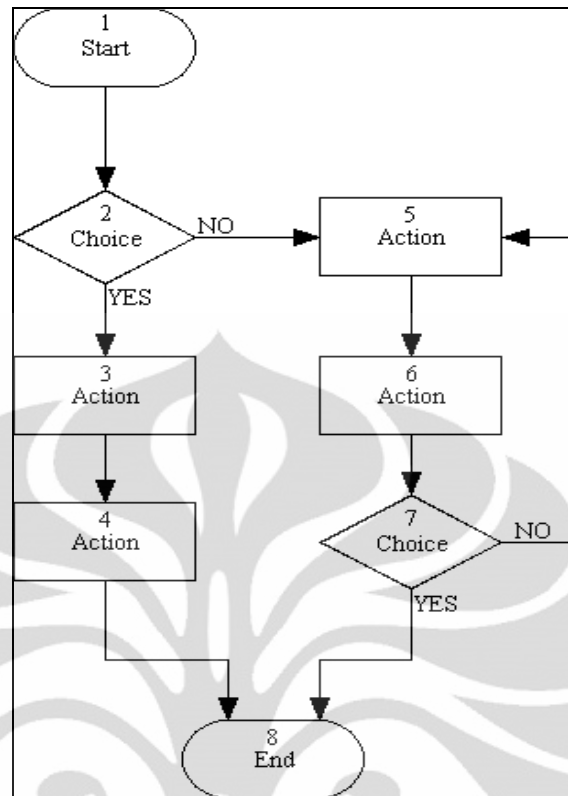 1
Start
2
Choice
NO
YES
5
Action
3
Action
6
Action
4
Action
7
Choice
NO
YES
8
End